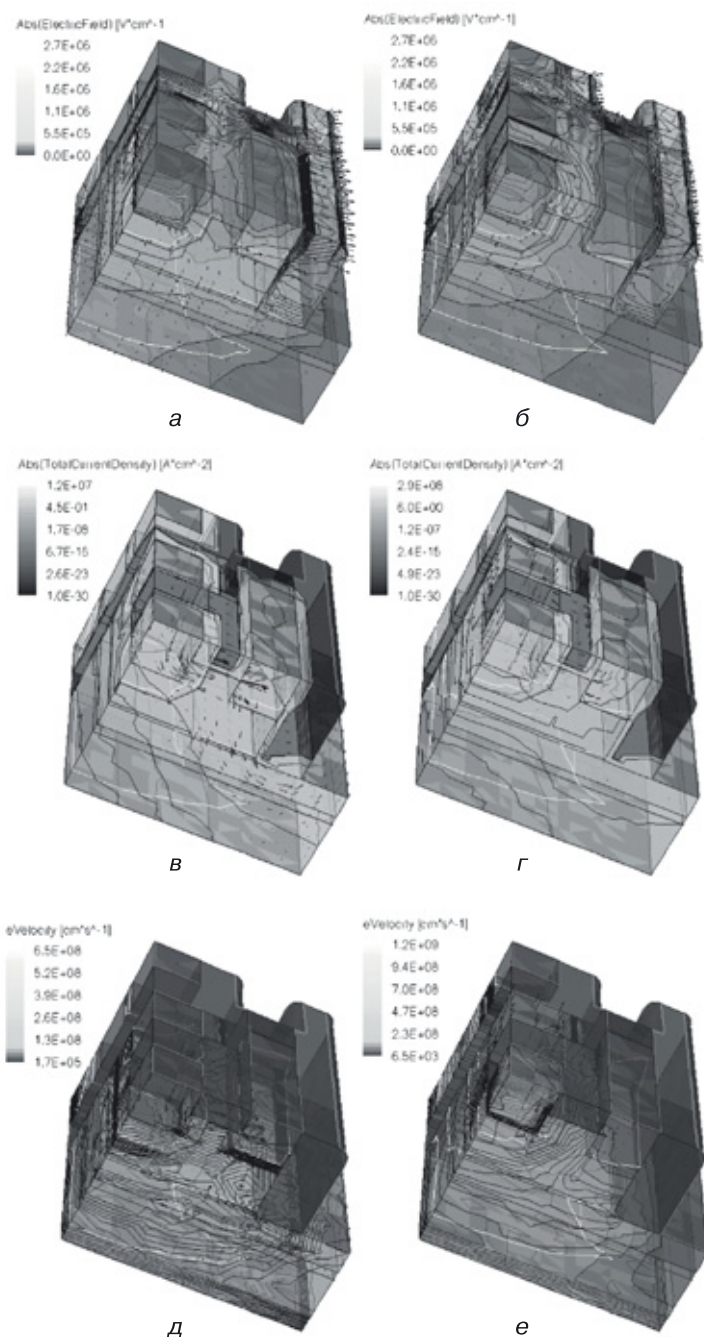 Abs(ElectricField) [V*cm^-1]
2.7E+06
2.2E+06
1.6E+06
1.1E+06
5.5E+05
0.0E+00
а
Abs(ElectricField) [V*cm^-1]
2.7E+06
2.2E+06
1.6E+06
1.1E+06
5.5E+05
0.0E+00
б
Abs(TotalCurrentDensity) [A*cm^-2]
1.2E+07
4.5E-01
1.7E-08
6.7E-15
2.6E-23
1.0E-30
в
Abs(TotalCurrentDensity) [A*cm^-2]
2.9E+08
6.0E+00
1.2E-07
2.4E-15
4.9E-23
1.0E-30
г
eVelocity [cm*s^-1]
6.5E+08
5.2E+08
3.9E+08
2.6E+08
1.3E+08
1.7E+05
д
eVelocity [cm*s^-1]
1.2E+09
9.4E+08
7.0E+08
4.7E+08
2.3E+08
6.5E+03
е